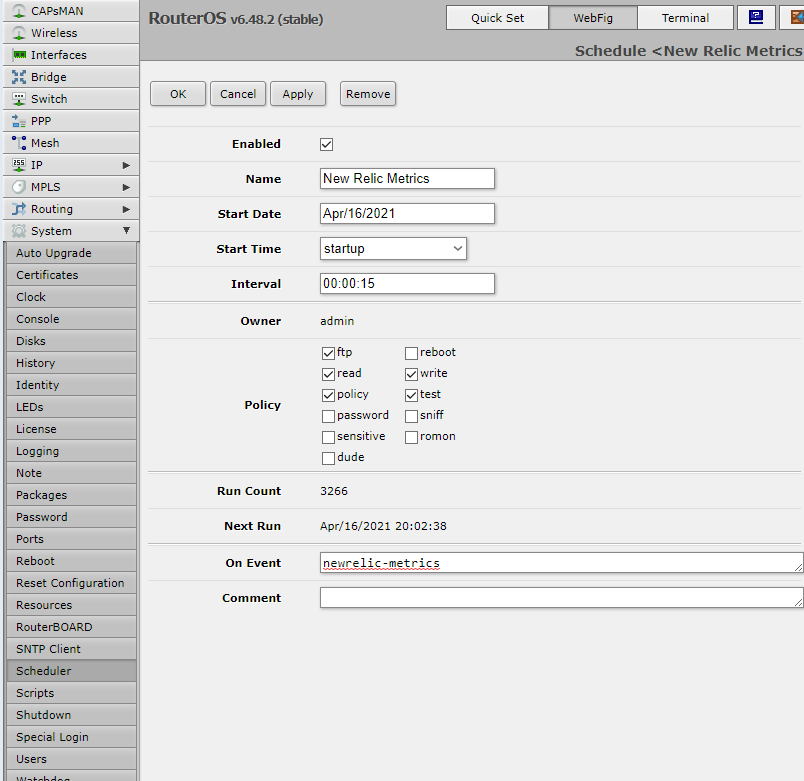 CAPsMAN
Wireless
Interfaces
Bridge
Switch
PPP
Mesh
IP
MPLS
Routing
System
Auto Upgrade
Certificates
Clock
Console
Disks
History
Identity
LEDs
License
Logging
Note
Packages
Password
Ports
Reboot
Reset Configuration
Resources
RouterBOARD
SNTP Client
Scheduler
Scripts
Shutdown
Special Login
Users
Watchdog
RouterOS v6.48.2 (stable)
Quick Set WebFig Terminal
Schedule <New Relic Metrics
OK Cancel Apply Remove
Enabled
Name New Relic Metrics
Start Date Apr/16/2021
Start Time startup
Interval 00:00:15
Owner admin
Policy
ftp reboot
read write
policy test
password sniff
sensitive romon
dude
Run Count 3266
Next Run Apr/16/2021 20:02:38
On Event newrelic-metrics
Comment